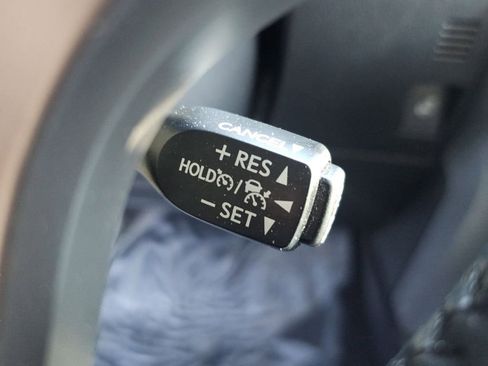 CANCEL ▼
+ RES ▲
HOLD /
− SET ▼